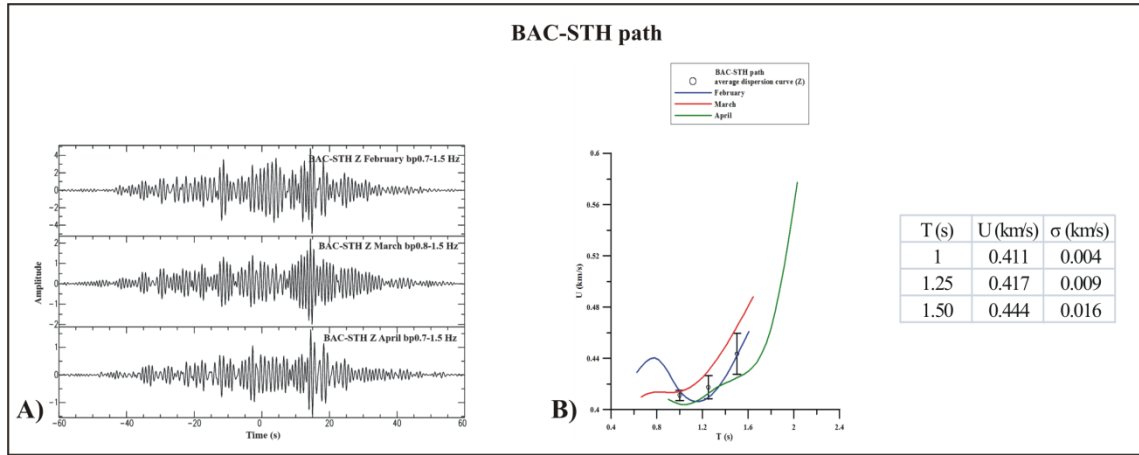 BAC-STH path
BAC-STH Z February bp0.7-1.5 Hz
4
2
0
-2
-4
BAC-STH Z March bp0.8-1.5 Hz
2
1
0
-1
-2
BAC-STH Z April bp0.7-1.5 Hz
1
0
-1
Amplitude
-60
-40
-20
0
20
40
60
Time (s)
A)
BAC-STH path
average dispersion curve (Z)
February
March
April
0.6
0.56
0.52
0.48
0.44
0.4
U (km/s)
0.4
0.8
1.2
1.6
2
2.4
T (s)
B)
T (s) U (km/s) σ (km/s)
1 0.411 0.004
1.25 0.417 0.009
1.50 0.444 0.016